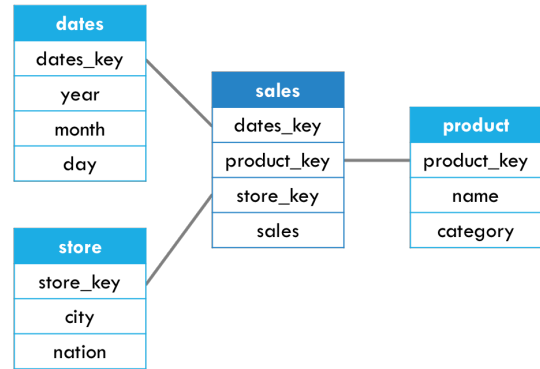 dates
dates_key
year
month
day
store
store_key
city
nation
sales
dates_key
product_key
store_key
sales
product
product_key
name
category